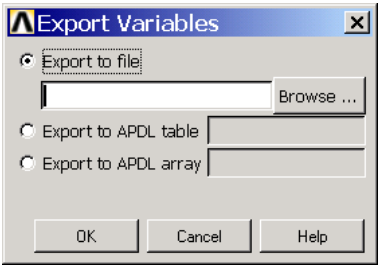 Export Variables
Export to file
Browse ...
Export to APDL table
Export to APDL array
OK Cancel Help